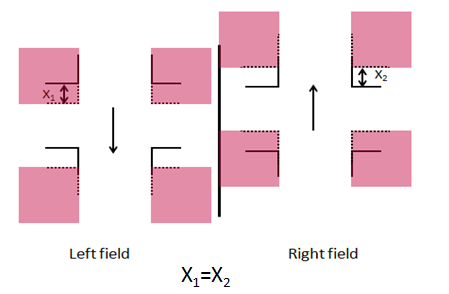 X₂
X₁
Left field
Right field
X₁=X₂